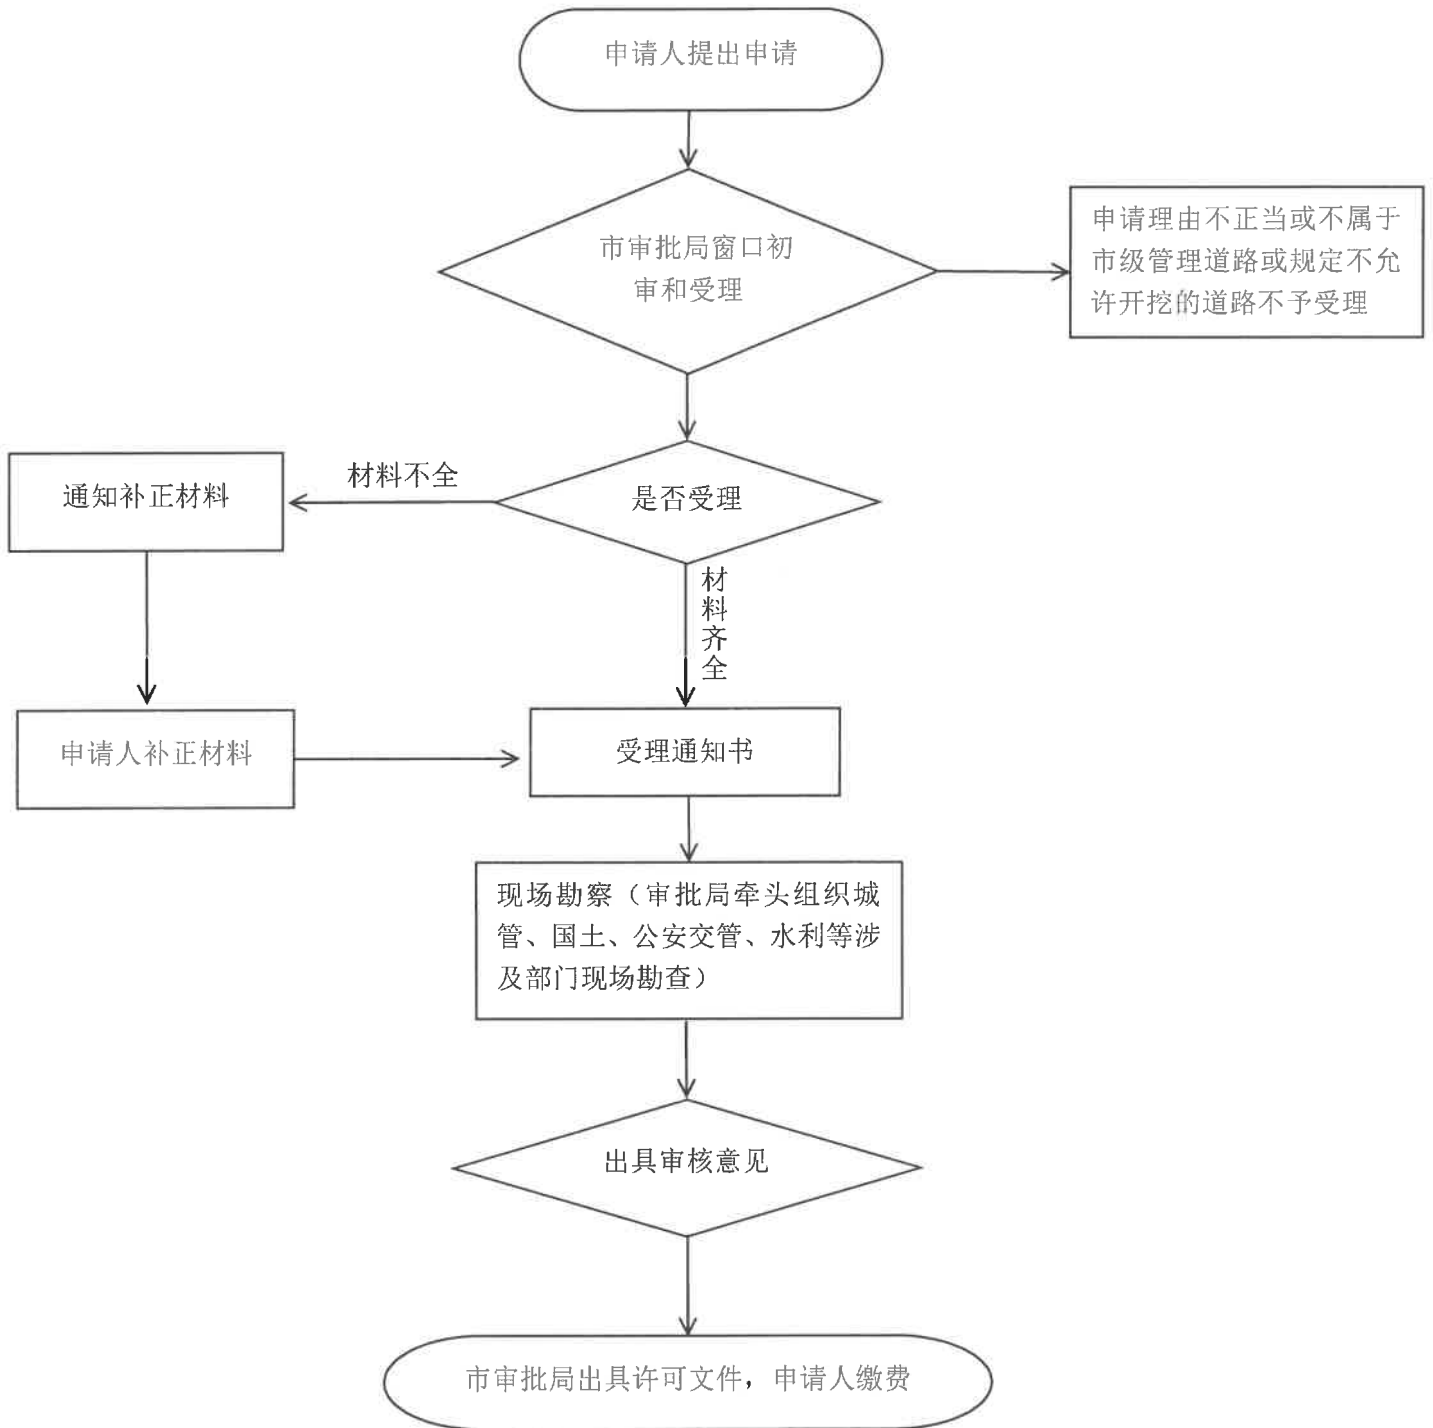 申请人提出申请
市审批局窗口初
审和受理
申请理由不正当或不属于
市级管理道路或规定不允
许开挖的道路不予受理
材料不全
通知补正材料
是否受理
材
料
齐
全
申请人补正材料
受理通知书
现场勘察（审批局牵头组织城
管、国土、公安交管、水利等涉
及部门现场勘查）
出具审核意见
市审批局出具许可文件，申请人缴费